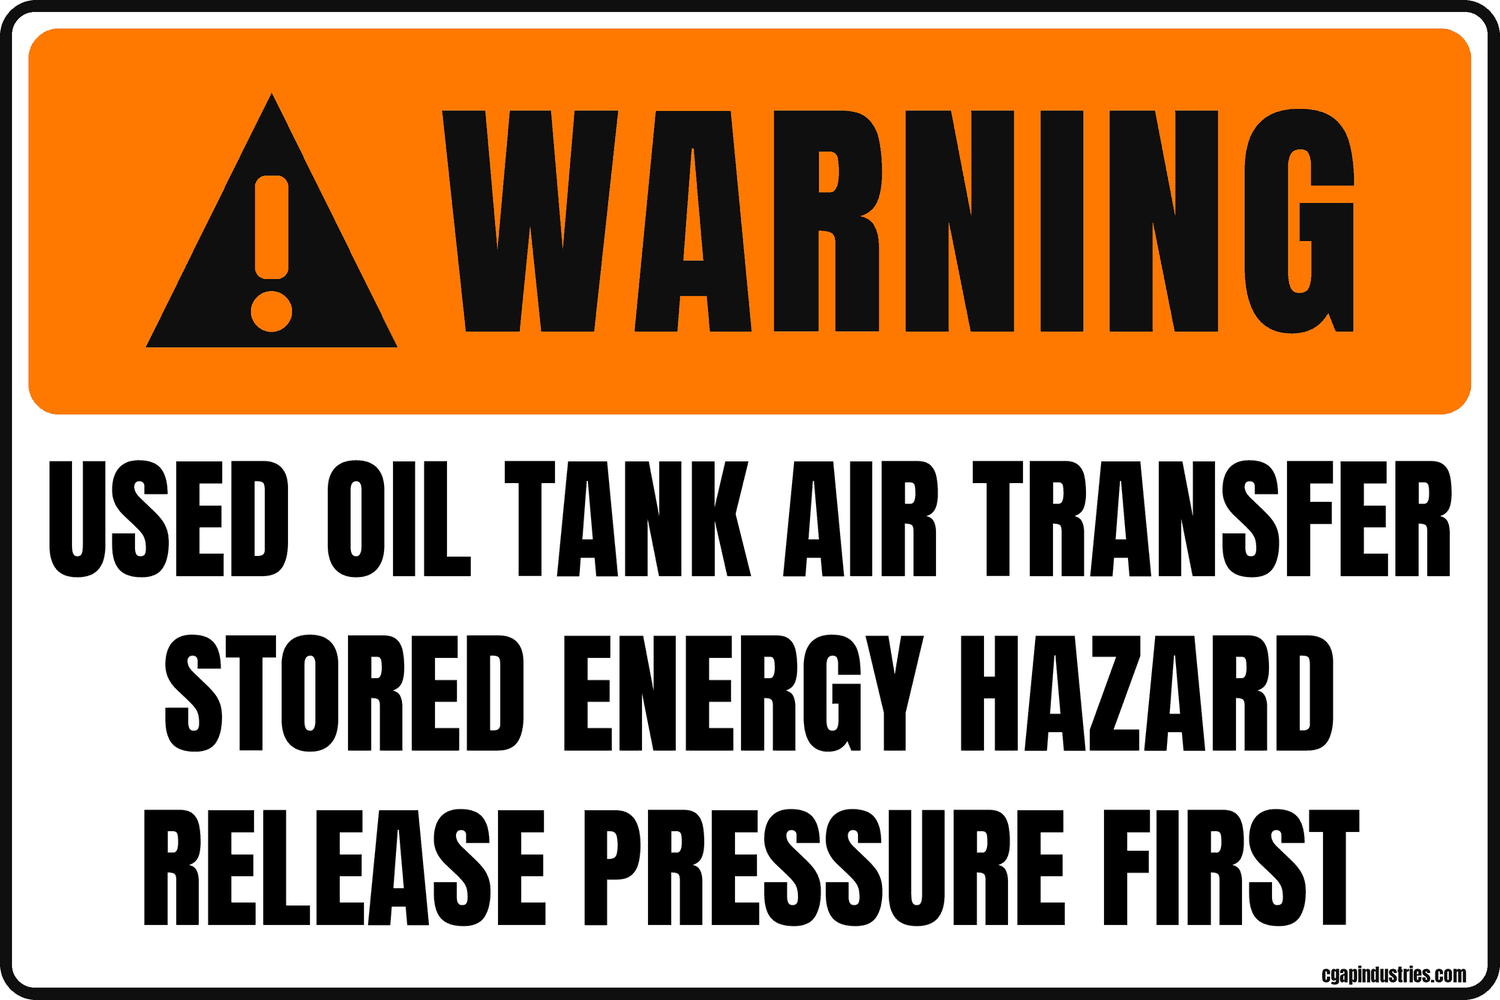 WARNING
USED OIL TANK AIR TRANSFER
STORED ENERGY HAZARD
RELEASE PRESSURE FIRST
cgapindustries.com